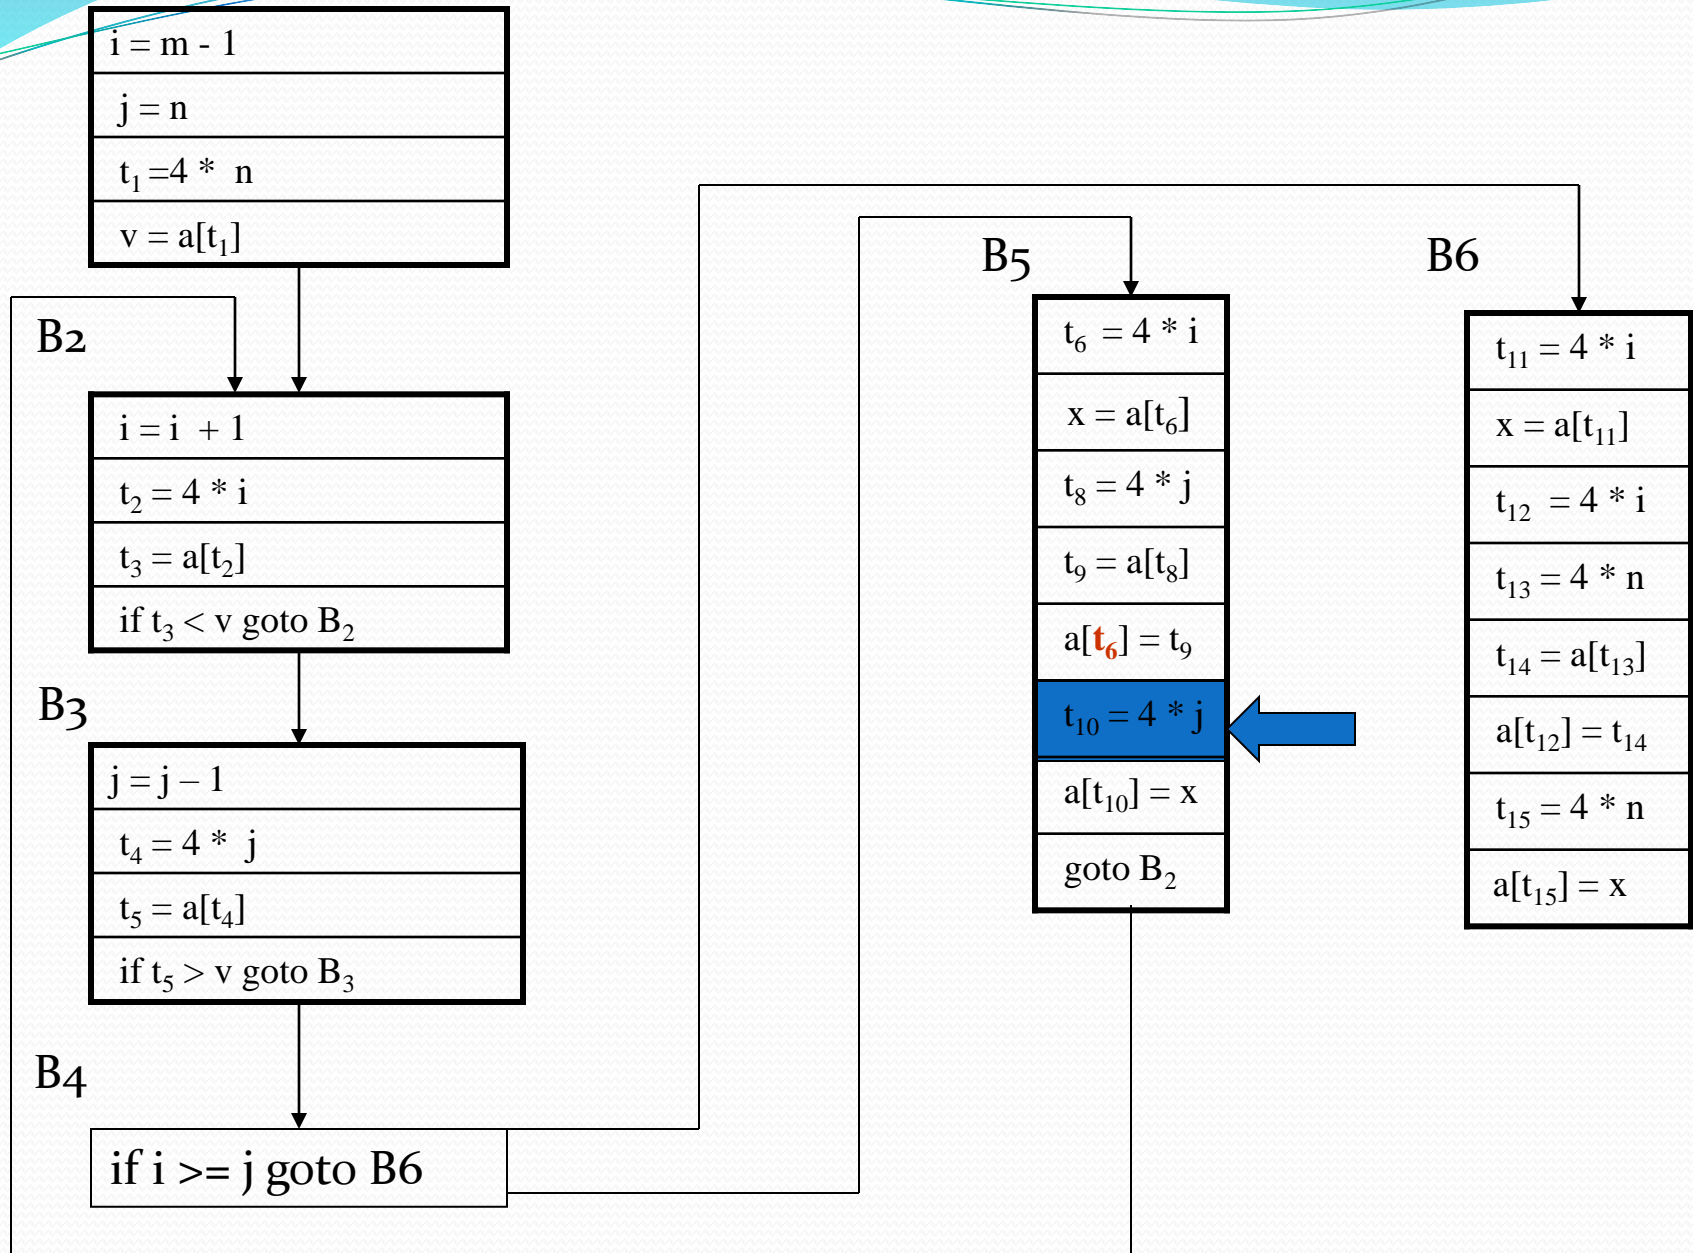 i = m - 1
j = n
t₁ =4 * n
v = a[t₁]
B2
i = i + 1
t₂ = 4 * i
t₃ = a[t₂]
if t₃ < v goto B₂
B3
j = j – 1
t₄ = 4 * j
t₅ = a[t₄]
if t₅ > v goto B₃
B4
if i >= j goto B6
B5
t₆ = 4 * i
x = a[t₆]
t₈ = 4 * j
t₉ = a[t₈]
a[t₆] = t₉
t₁₀ = 4 * j
a[t₁₀] = x
goto B₂
B6
t₁₁ = 4 * i
x = a[t₁₁]
t₁₂ = 4 * i
t₁₃ = 4 * n
t₁₄ = a[t₁₃]
a[t₁₂] = t₁₄
t₁₅ = 4 * n
a[t₁₅] = x